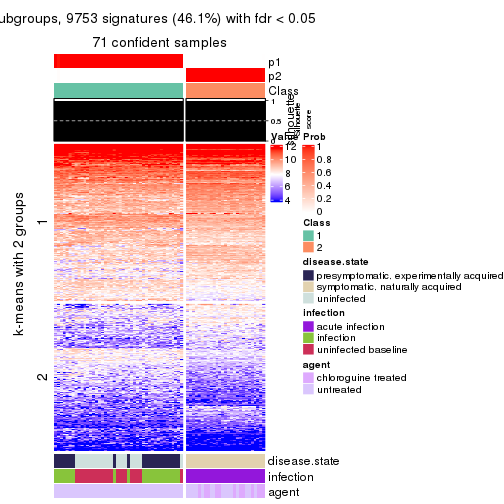 ubgroups, 9753 signatures (46.1%) with fdr < 0.05
71 confident samples
p1
p2
Class
1
0.5
0
silhouette
score
k-means with 2 groups
1
2
Value
12
10
8
6
4
Prob
1
0.8
0.6
0.4
0.2
0
Class
1
2
disease.state
presymptomatic. experimentally acquired
symptomatic. naturally acquired
uninfected
infection
acute infection
infection
uninfected baseline
agent
chloroguine treated
untreated
disease.state
infection
agent